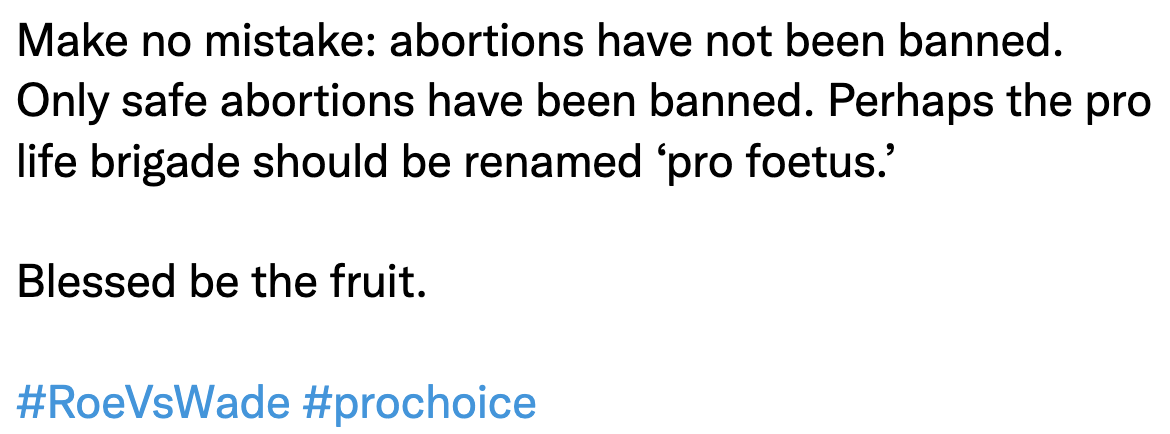 Make no mistake: abortions have not been banned.
Only safe abortions have been banned. Perhaps the pro
life brigade should be renamed ‘pro foetus.’
Blessed be the fruit.
#RoeVsWade #prochoice